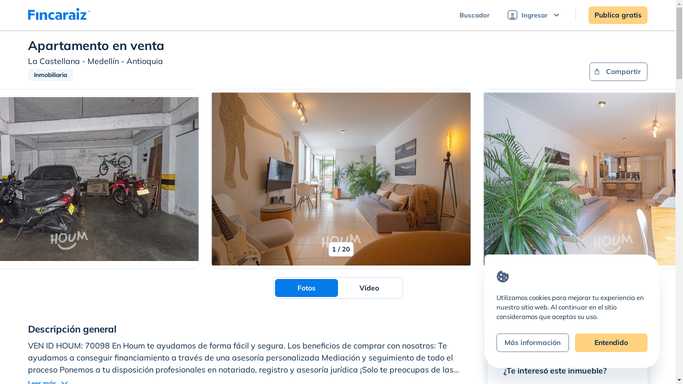 Fincaraiz
Buscador
Ingresar
Publica gratis
Apartamento en venta
La Castellana - Medellín - Antioquia
Inmobiliaria
Compartir
HOUM
HOUM
HOUM
1 / 20
Fotos
Video
Utilizamos cookies para mejorar tu experiencia en
nuestro sitio web. Al continuar en el sitio
consideramos que aceptas su uso.
Más información
Entendido
Descripción general
VEN ID HOUM: 70098 En Houm te ayudamos de forma fácil y segura. Los beneficios de comprar con nosotros: Te
ayudamos a conseguir financiamiento a través de una asesoría personalizada Mediación y seguimiento de todo el
proceso Ponemos a tu disposición profesionales en notariado, registro y asesoría jurídica ¡Solo te preocupas de las...
Leer más
¿Te interesó este inmueble?